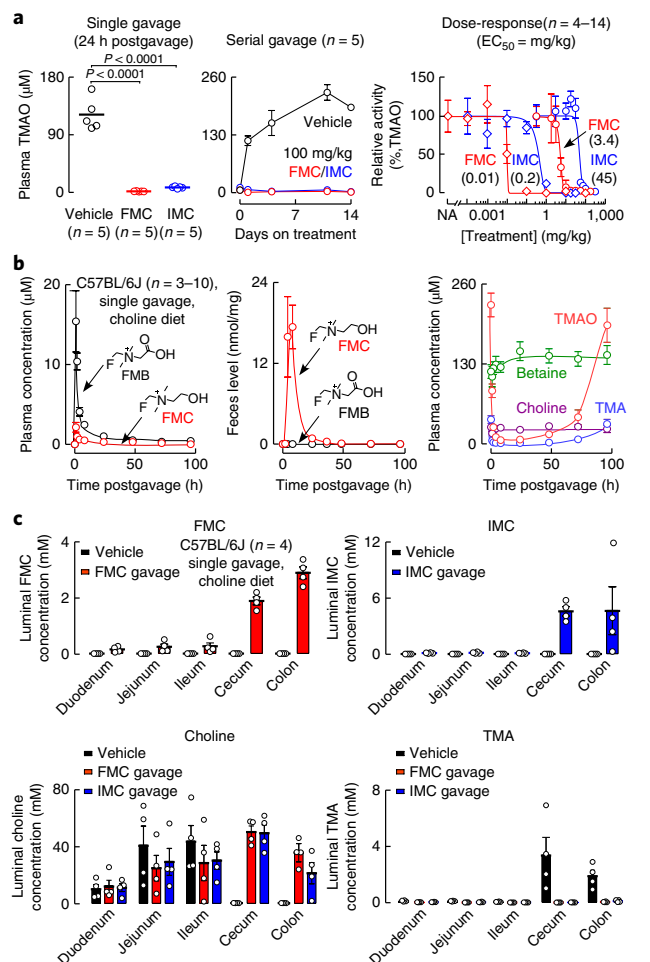 a
Single gavage
(24 h postgavage)
P < 0.0001
P < 0.0001
Plasma TMAO (μM)
180
90
0
Vehicle FMC IMC
(n = 5) (n = 5) (n = 5)
Serial gavage (n = 5)
260
130
0
Vehicle
100 mg/kg
FMC/IMC
0 7 14
Days on treatment
Dose-response(n = 4–14)
(EC50 = mg/kg)
Relative activity
(%,TMAO)
150
100
50
0
FMC
(0.01)
IMC
(0.2)
FMC
(3.4)
IMC
(45)
NA 0.001 1 1,000
[Treatment] (mg/kg)
b
Plasma concentration (μM)
20
10
0
C57BL/6J (n = 3–10),
single gavage,
choline diet
F N+ O OH
FMB
F N+ OH
FMC
0 50 100
Time postgavage (h)
Feces level (nmol/mg)
24
12
0
F N+ OH
FMC
F N+ O OH
FMB
0 50 100
Time postgavage (h)
Plasma concentration (μM)
260
130
0
TMAO
Betaine
Choline
TMA
0 50 100
Time postgavage (h)
c
FMC
C57BL/6J (n = 4)
single gavage,
choline diet
Vehicle
FMC gavage
Luminal FMC
concentration (mM)
4
2
0
Duodenum
Jejunum
Ileum
Cecum
Colon
IMC
Vehicle
IMC gavage
Luminal IMC
concentration (mM)
12
6
0
Duodenum
Jejunum
Ileum
Cecum
Colon
Choline
Vehicle
FMC gavage
IMC gavage
Luminal choline
concentration (mM)
80
40
0
Duodenum
Jejunum
Ileum
Cecum
Colon
TMA
Vehicle
FMC gavage
IMC gavage
Luminal TMA
concentration (mM)
8
4
0
Duodenum
Jejunum
Ileum
Cecum
Colon